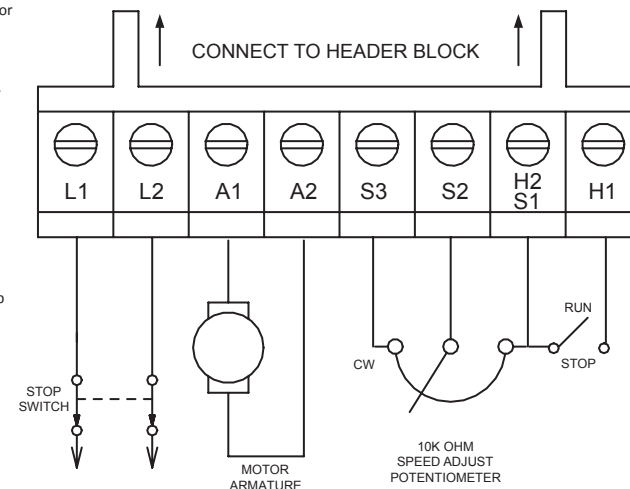 or
CONNECT TO HEADER BLOCK
L1 L2 A1 A2 S3 S2 H2 S1 H1
RUN
CW
STOP
STOP
SWITCH
MOTOR
ARMATURE
10K OHM
SPEED ADJUST
POTENTIOMETER